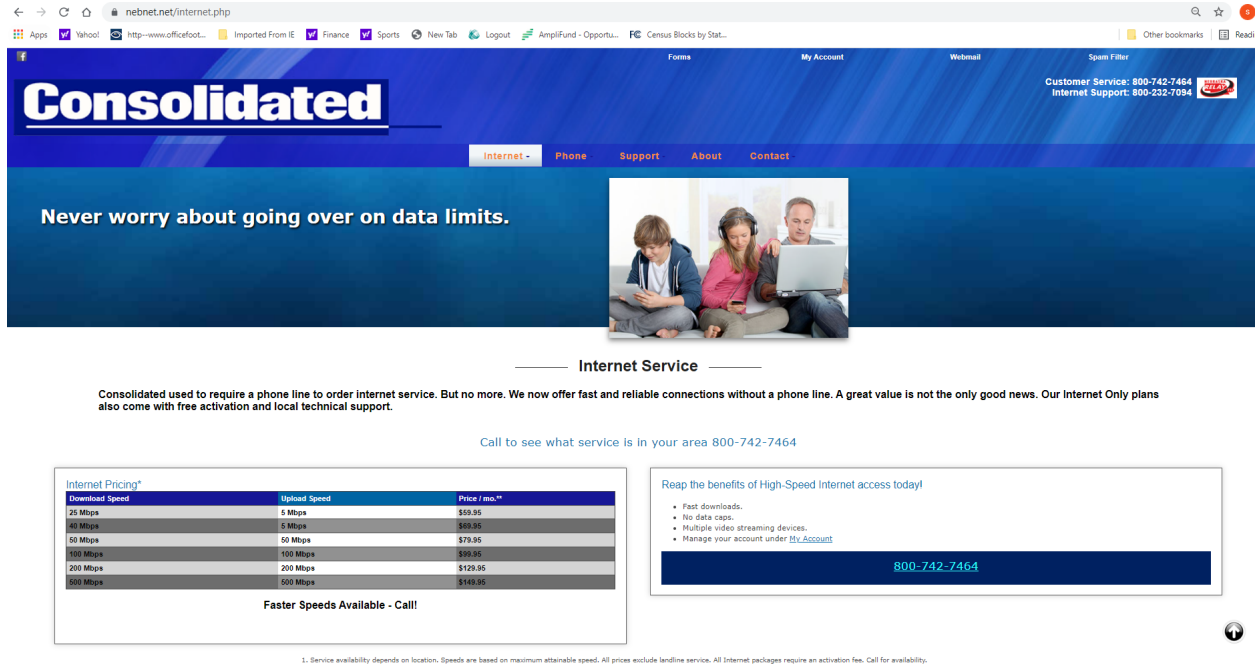 nebnet.net/internet.php
Apps Yahoo! http--www.officefoot... Imported From IE Finance Sports New Tab Logout AmpliFund - Opportu... Census Blocks by Stat... Other bookmarks Readi
Forms My Account Webmail Spam Filter
Customer Service: 800-742-7464
Internet Support: 800-232-7094
RELAY
Consolidated
Internet - Phone Support About Contact
Never worry about going over on data limits.
Internet Service
Consolidated used to require a phone line to order internet service. But no more. We now offer fast and reliable connections without a phone line. A great value is not the only good news. Our Internet Only plans
also come with free activation and local technical support.
Call to see what service is in your area 800-742-7464
Internet Pricing*
Download Speed Upload Speed Price / mo.**
25 Mbps 5 Mbps $59.95
40 Mbps 5 Mbps $69.95
50 Mbps 50 Mbps $79.95
100 Mbps 100 Mbps $99.95
200 Mbps 200 Mbps $129.95
500 Mbps 500 Mbps $149.95
Faster Speeds Available - Call!
Reap the benefits of High-Speed Internet access today!
Fast downloads.
No data caps.
Multiple video streaming devices.
Manage your account under My Account
800-742-7464
1. Service availability depends on location. Speeds are based on maximum attainable speed. All prices exclude landline service. All Internet packages require an activation fee. Call for availability.